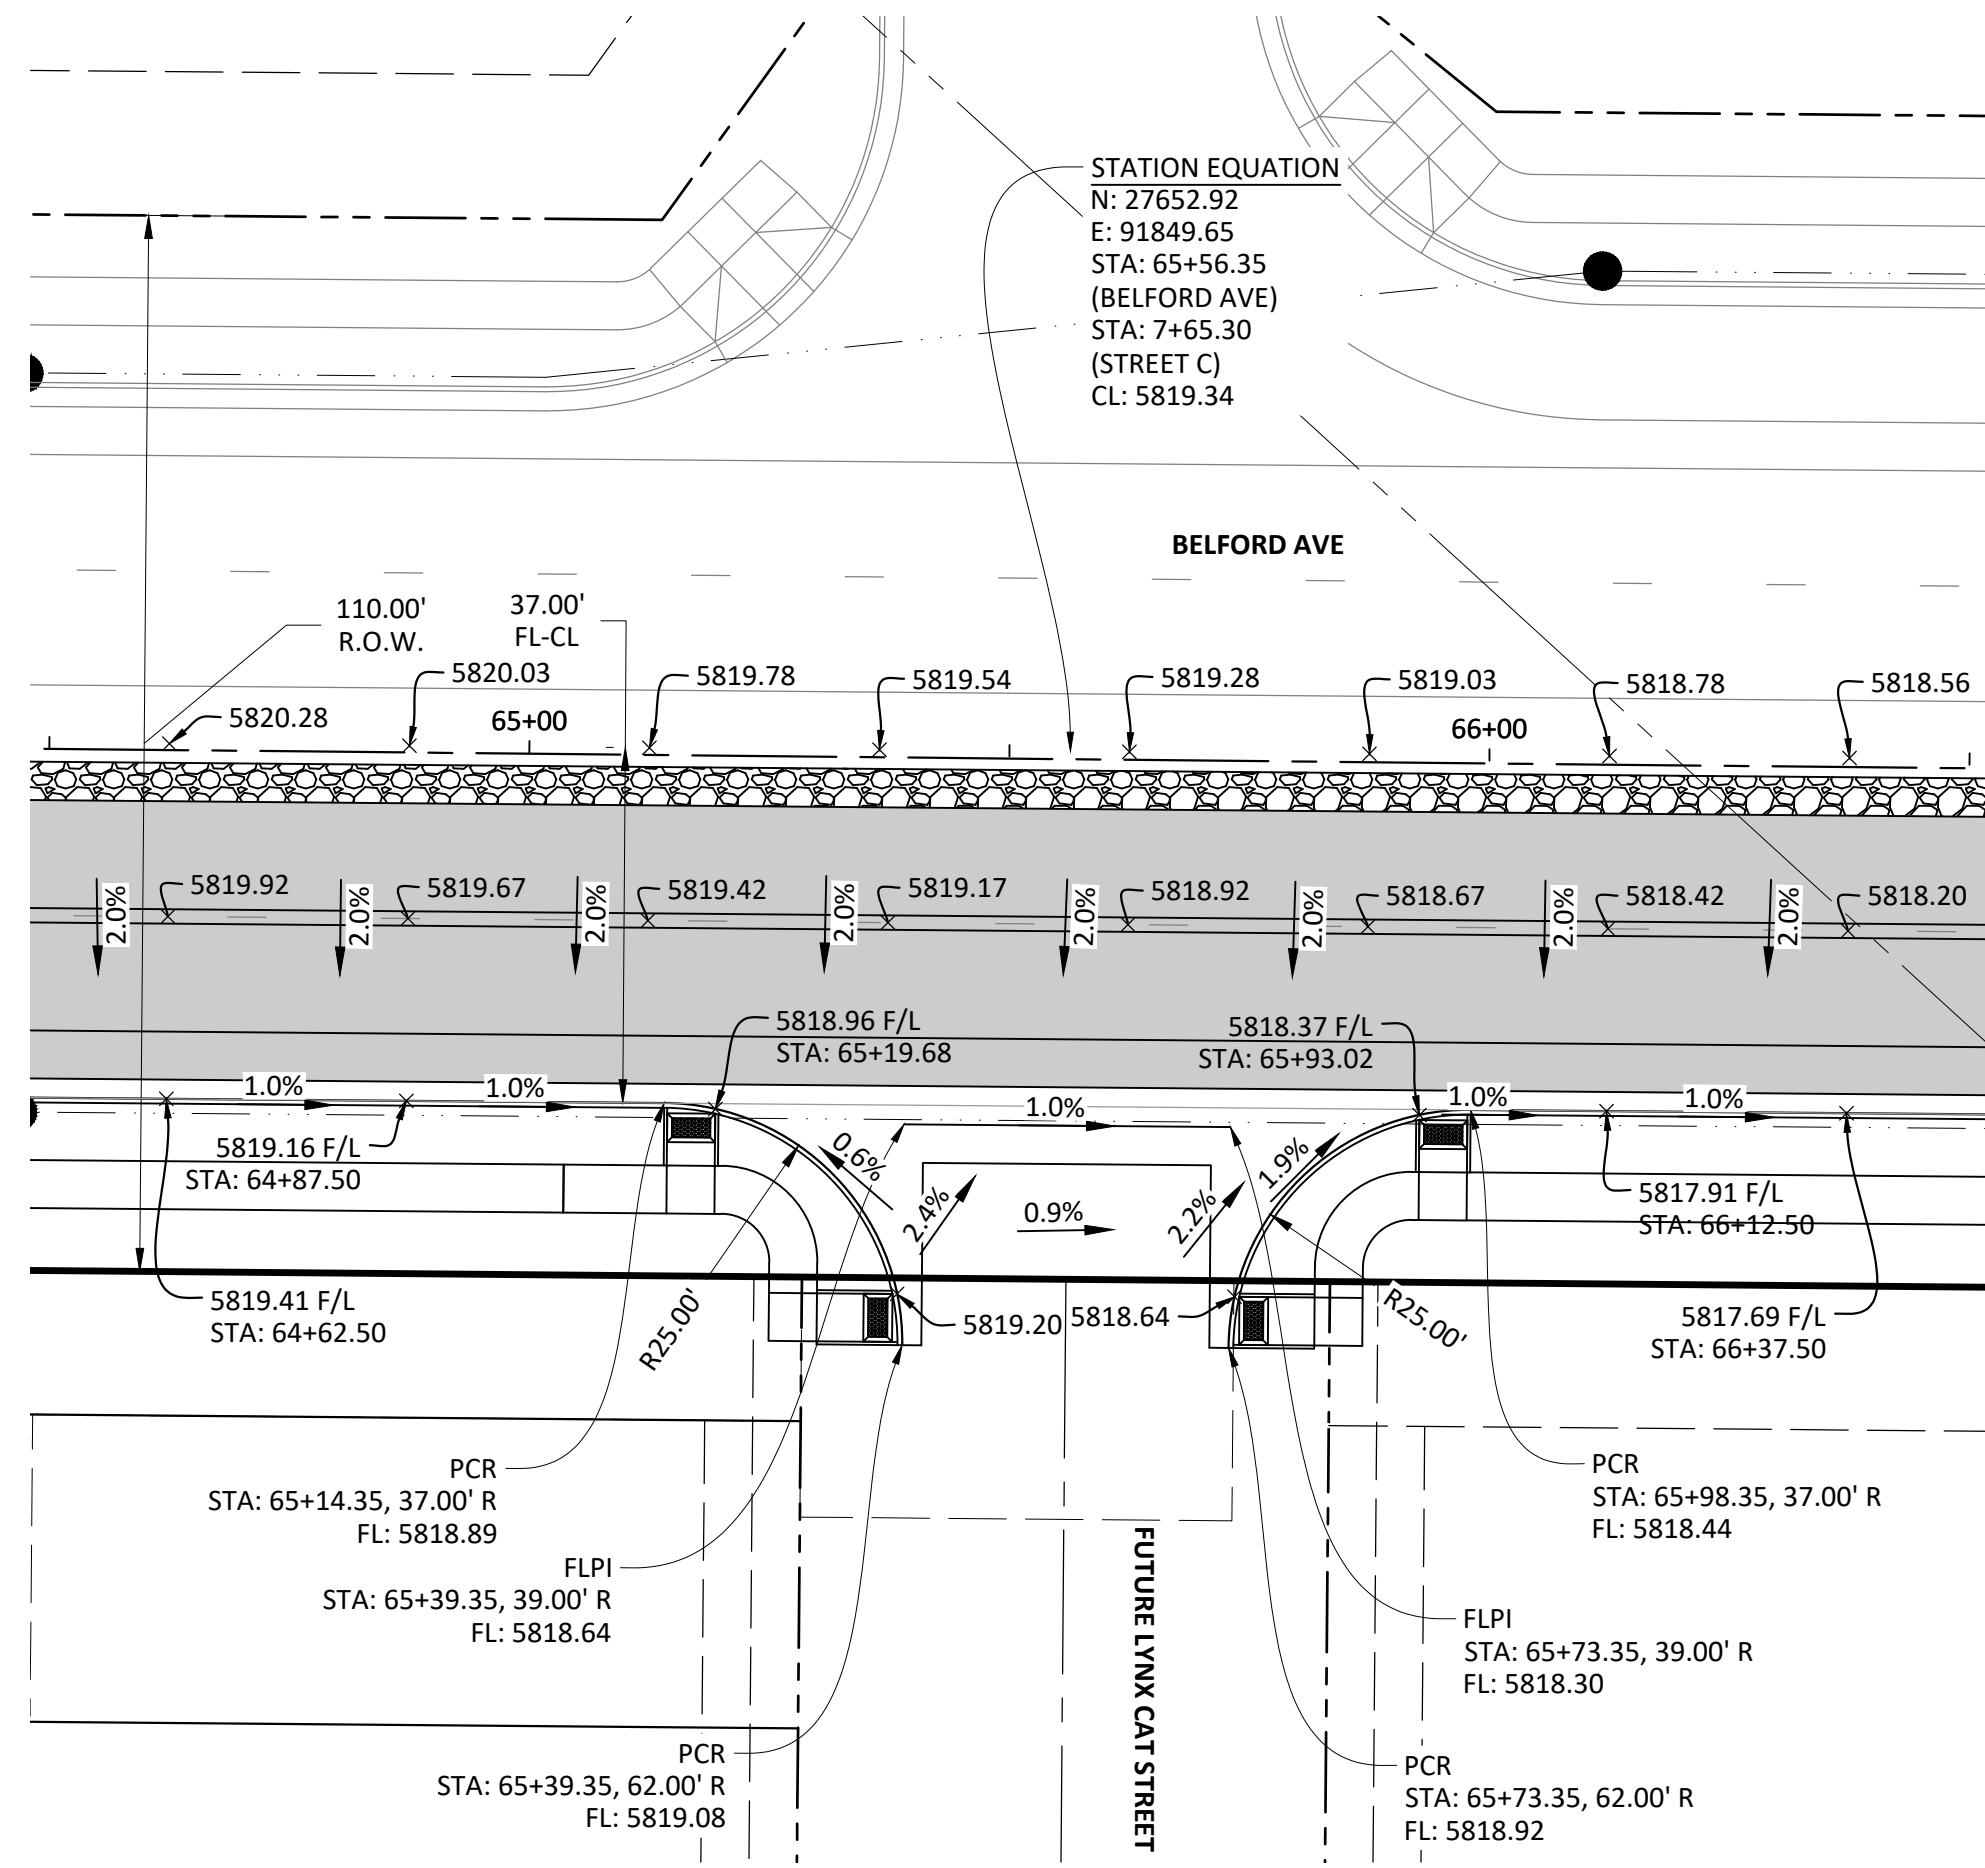 STATION EQUATION
N: 27652.92
E: 91849.65
STA: 65+56.35
(BELFORD AVE)
STA: 7+65.30
(STREET C)
CL: 5819.34
BELFORD AVE
110.00'
R.O.W.
37.00'
FL-CL
5820.28
5820.03
65+00
5819.78
5819.54
5819.28
5819.03
66+00
5818.78
5818.56
2.0%
5819.92
2.0%
5819.67
2.0%
5819.42
2.0%
5819.17
2.0%
5818.92
2.0%
5818.67
2.0%
5818.42
2.0%
5818.20
5818.96 F/L
STA: 65+19.68
5818.37 F/L
STA: 65+93.02
1.0%
1.0%
1.0%
1.0%
1.0%
5819.16 F/L
STA: 64+87.50
0.6%
2.4%
0.9%
2.2%
1.9%
5817.91 F/L
STA: 66+12.50
5819.41 F/L
STA: 64+62.50
R25.00'
5819.20
5818.64
R25.00'
5817.69 F/L
STA: 66+37.50
PCR
STA: 65+14.35, 37.00' R
FL: 5818.89
PCR
STA: 65+98.35, 37.00' R
FL: 5818.44
FLPI
STA: 65+39.35, 39.00' R
FL: 5818.64
FUTURE LYNX CAT STREET
FLPI
STA: 65+73.35, 39.00' R
FL: 5818.30
PCR
STA: 65+39.35, 62.00' R
FL: 5819.08
PCR
STA: 65+73.35, 62.00' R
FL: 5818.92